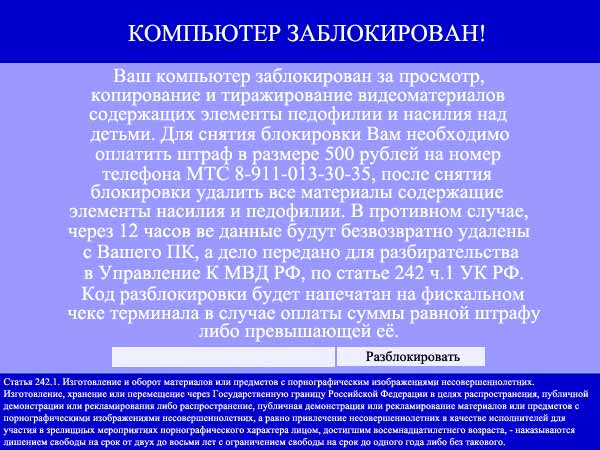 КОМПЬЮТЕР ЗАБЛОКИРОВАН!
Ваш компьютер заблокирован за просмотр,
копирование и тиражирование видеоматериалов
содержащих элементы педофилии и насилия над
детьми. Для снятия блокировки Вам необходимо
оплатить штраф в размере 500 рублей на номер
телефона МТС 8-911-013-30-35, после снятия
блокировки удалить все материалы содержащие
элементы насилия и педофилии. В противном случае,
через 12 часов ве данные будут безвозвратно удалены
с Вашего ПК, а дело передано для разбирательства
в Управление К МВД РФ, по статье 242 ч.1 УК РФ.
Код разблокировки будет напечатан на фискальном
чеке терминала в случае оплаты суммы равной штрафу
либо превышающей её.
Разблокировать
Статья 242.1. Изготовление и оборот материалов или предметов с порнографическим изображениями несовершеннолетних.
Изготовление, хранение или перемещение через Государственную границу Российской Федерации в целях распространения, публичной
демонстрации или рекламирования либо распространение, публичная демонстрация или рекламирование материалов или предметов с
порнографическими изображениями несовершеннолетних, а равно привлечение несовершеннолетних в качестве исполнителей для
участия в зрелищных мероприятиях порнографического характера лицом, достигшим восемнадцатилетнего возраста, - наказываются
лишением свободы на срок от двух до восьми лет с ограничением свободы на срок до одного года либо без такового.